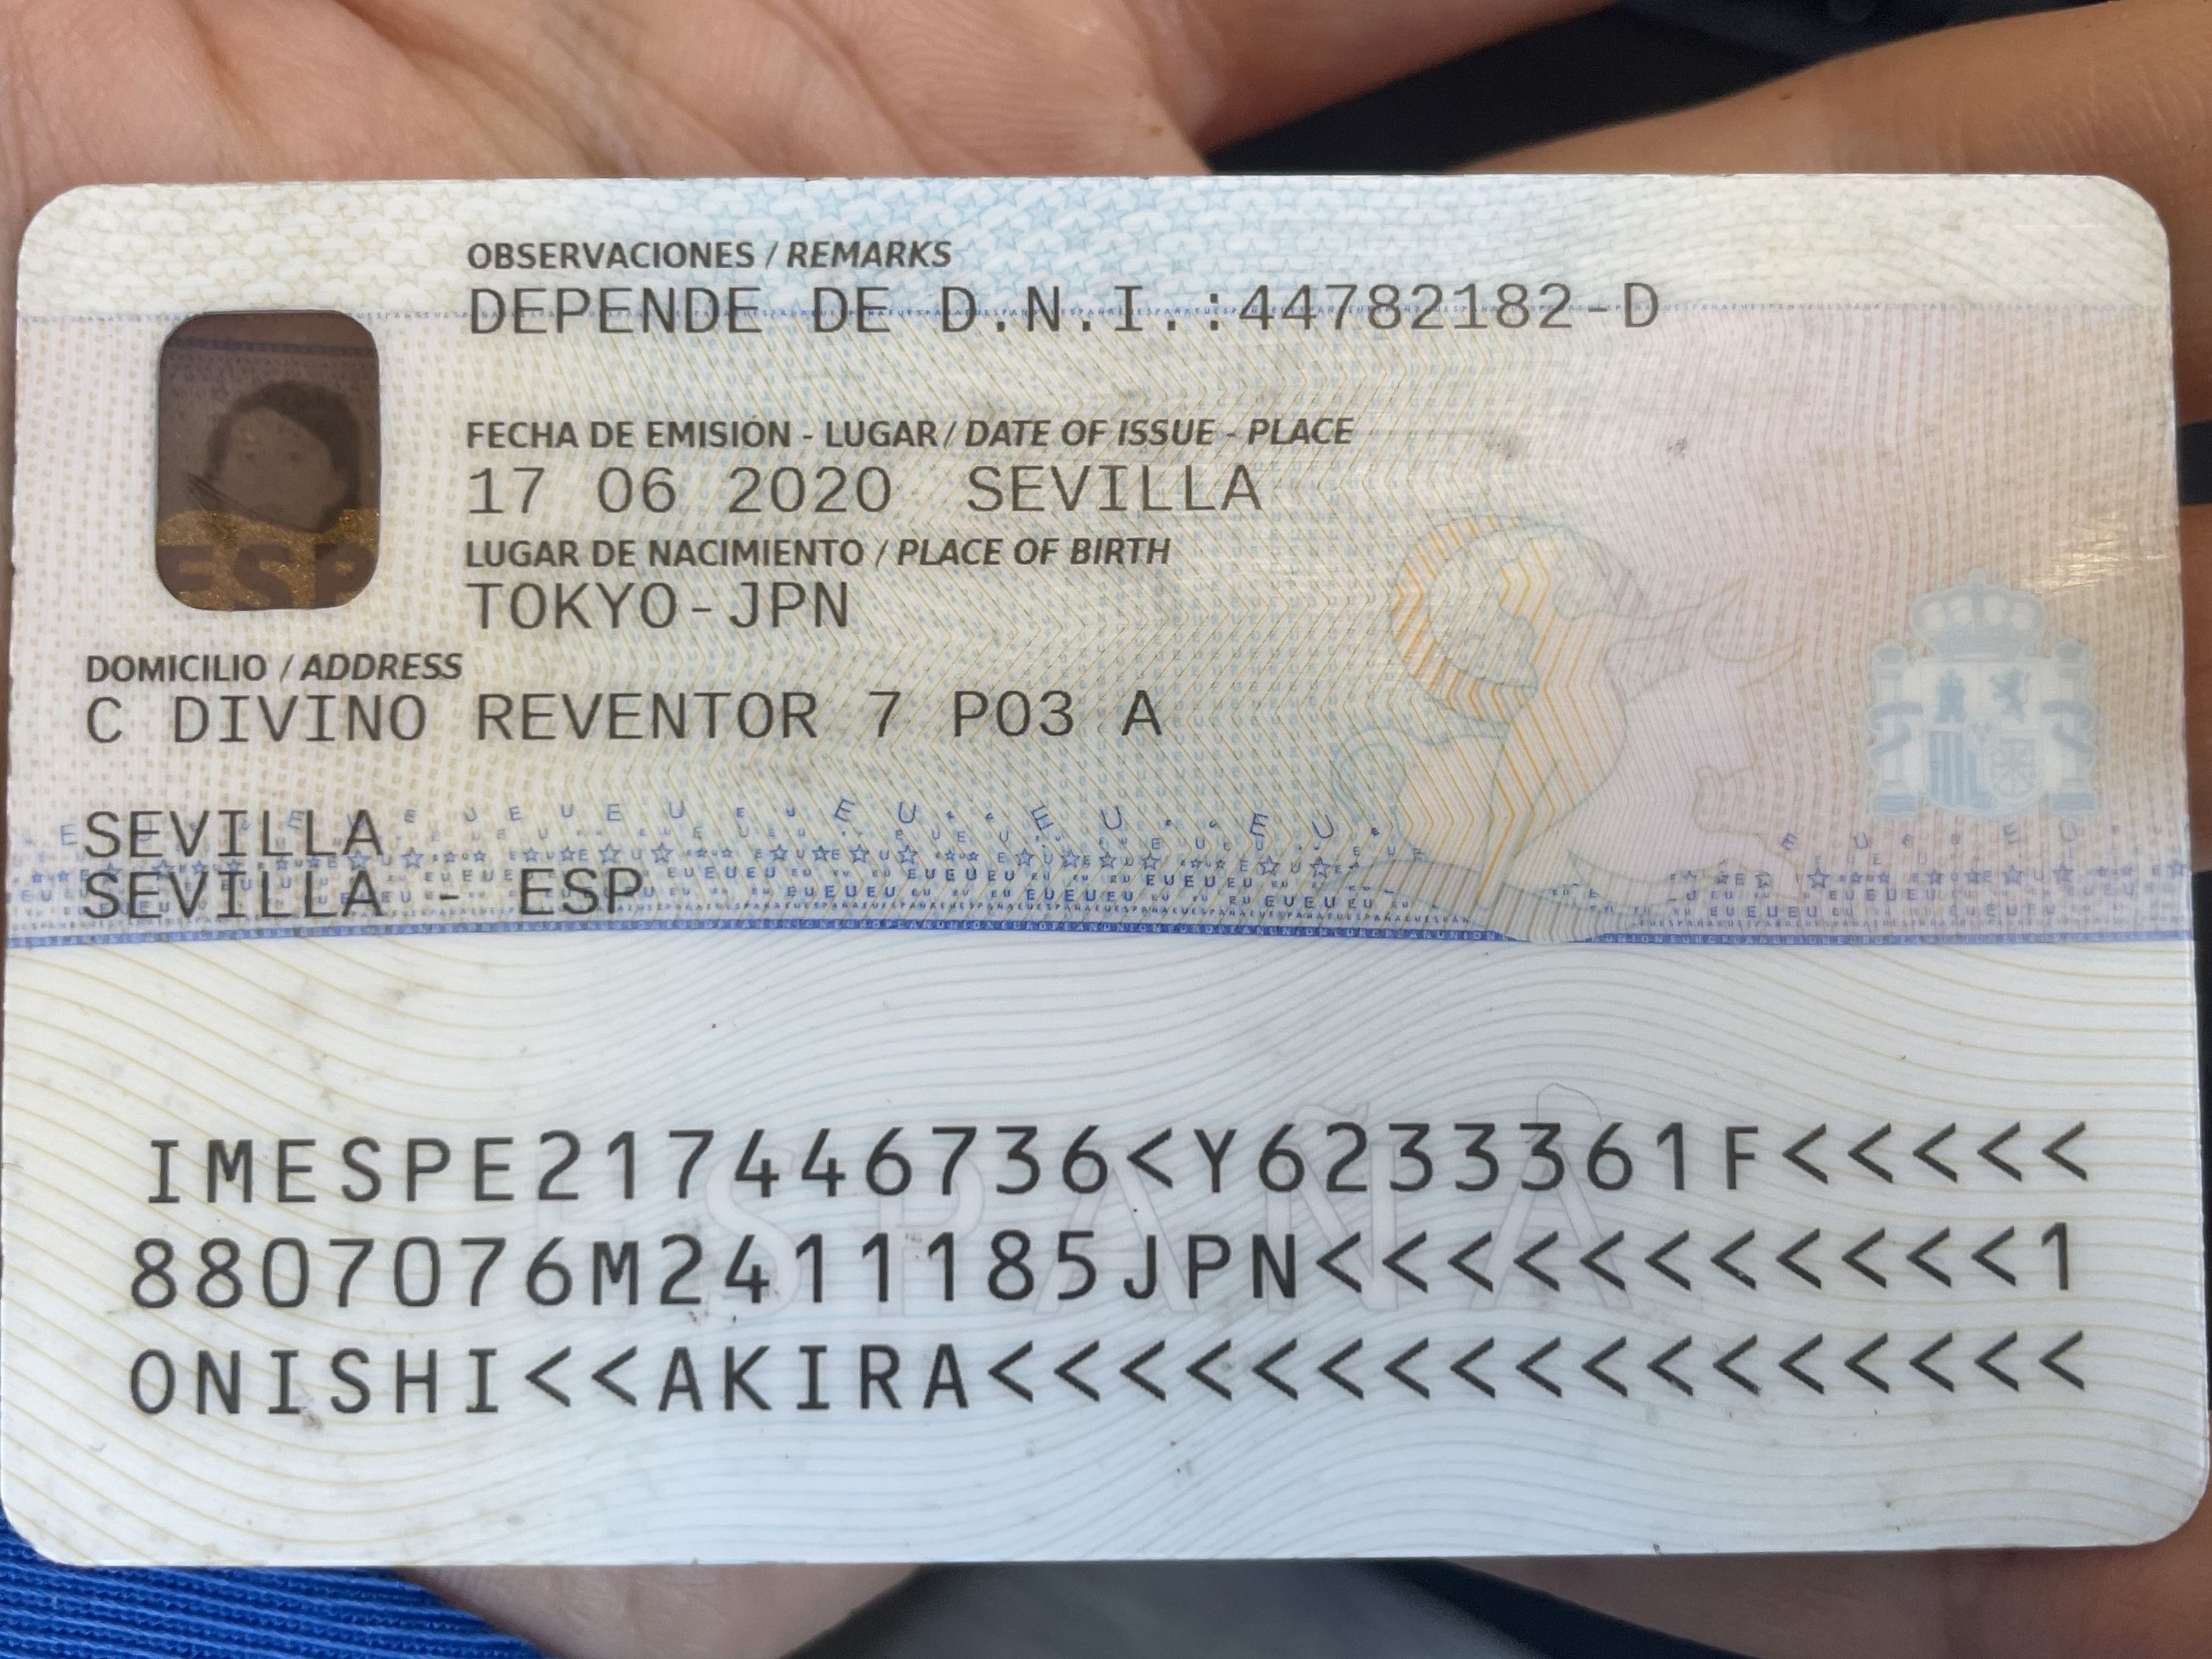 OBSERVACIONES / REMARKS
DEPENDE DE D.N.I.:44782182-D
FECHA DE EMISIÓN - LUGAR / DATE OF ISSUE - PLACE
17 06 2020 SEVILLA
LUGAR DE NACIMIENTO / PLACE OF BIRTH
TOKYO-JPN
ESP
DOMICILIO / ADDRESS
C DIVINO REVENTOR 7 P03 A
SEVILLA
SEVILLA - ESP
ESPAÑA
IMESPE217446736<Y6233361F<<<<<
8807076M2411185JPN<<<<<<<<<<<1
ONISHI<<AKIRA<<<<<<<<<<<<<<<<<